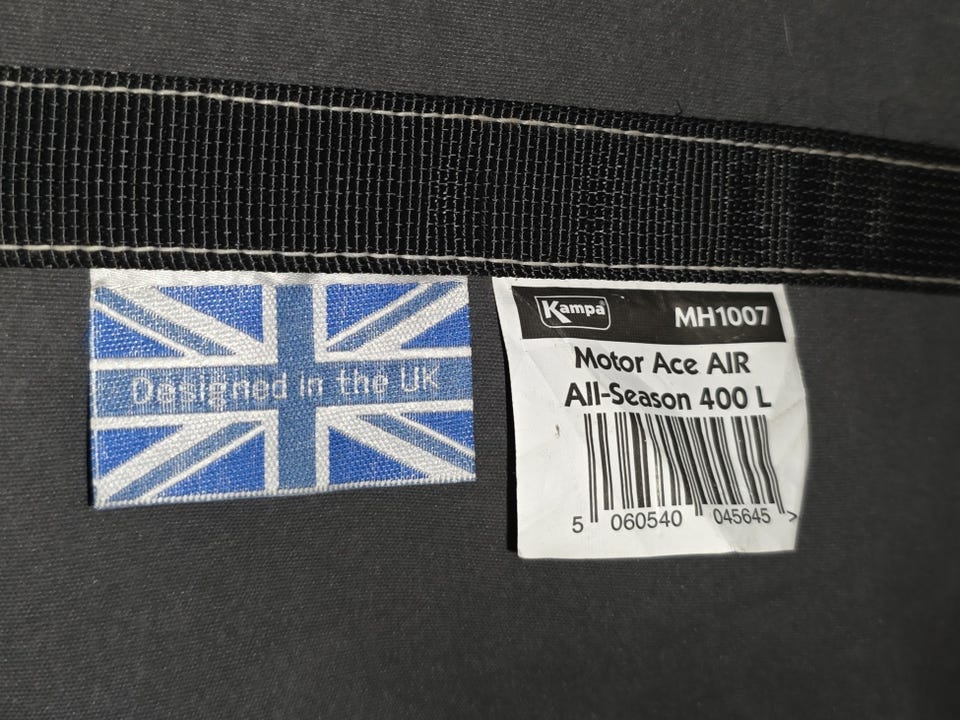 Designed in the UK
Kampa
MH1007
Motor Ace AIR
All-Season 400 L
5 060540 045645 >